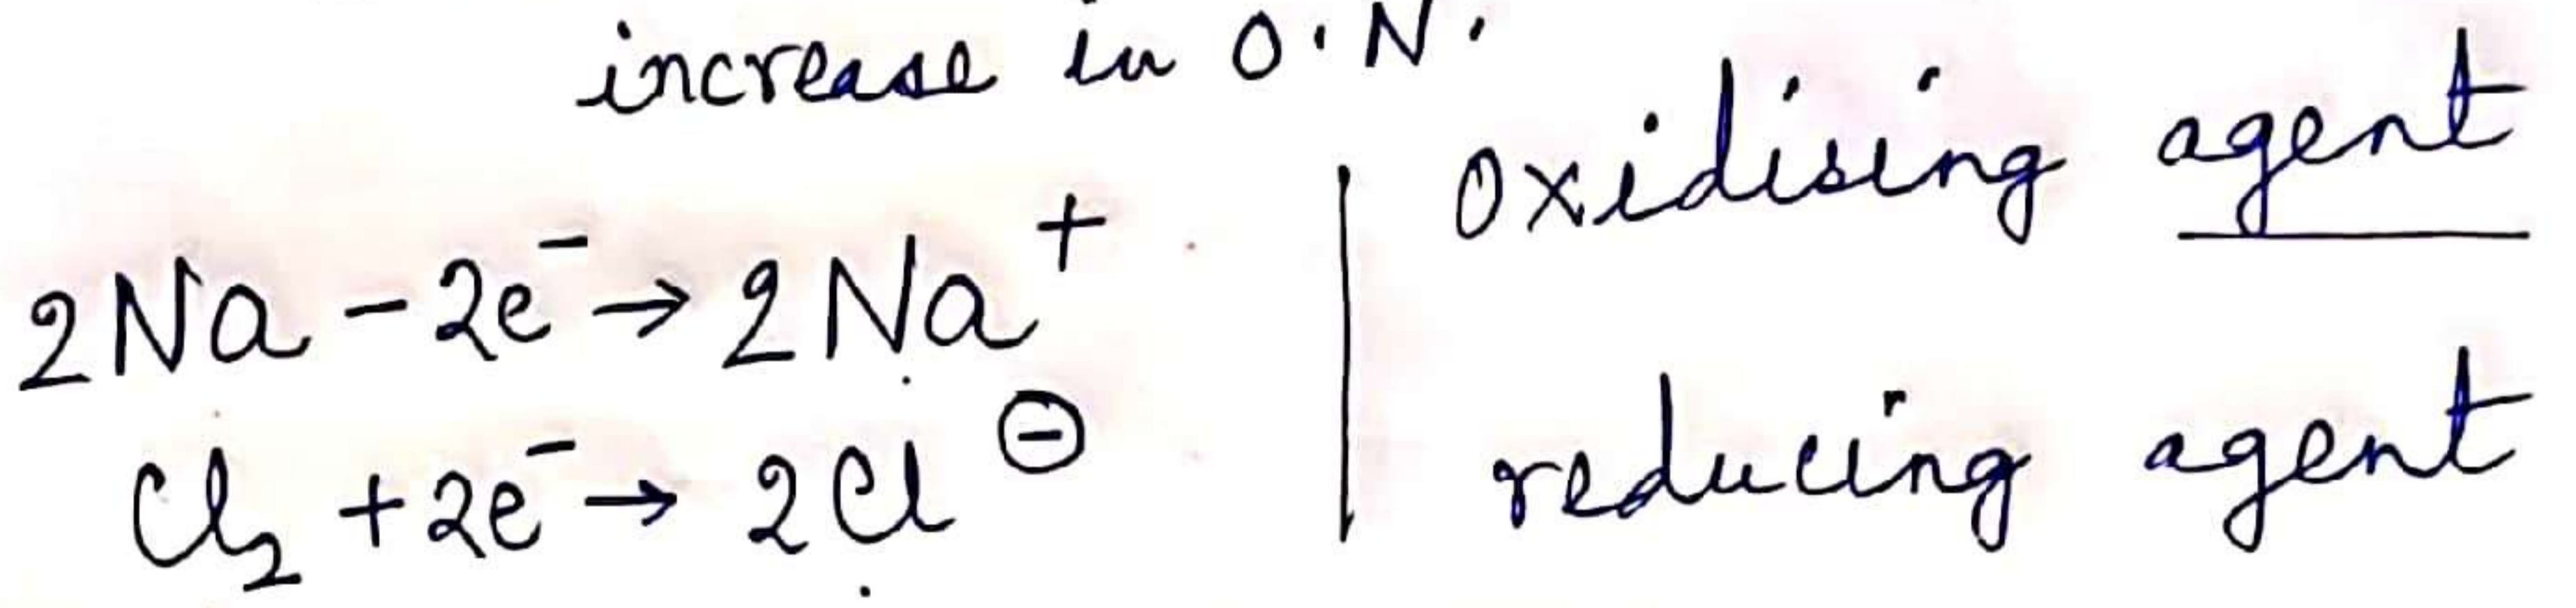 increase in O.N.
2Na - 2e⁻ → 2Na⁺
Cl₂ + 2e⁻ → 2Cl⊖
oxidising agent
reducing agent